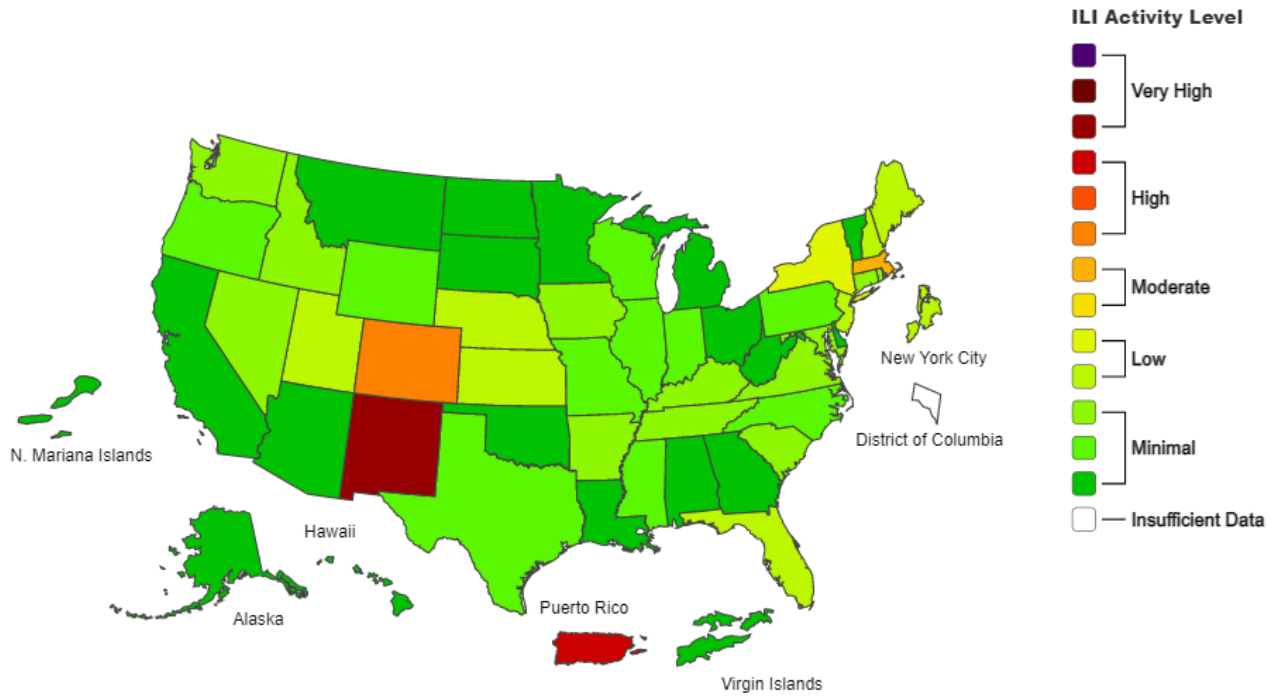 ILI Activity Level
Very High
High
Moderate
Low
New York City
District of Columbia
Minimal
N. Mariana Islands
Insufficient Data
Hawaii
Alaska
Puerto Rico
Virgin Islands